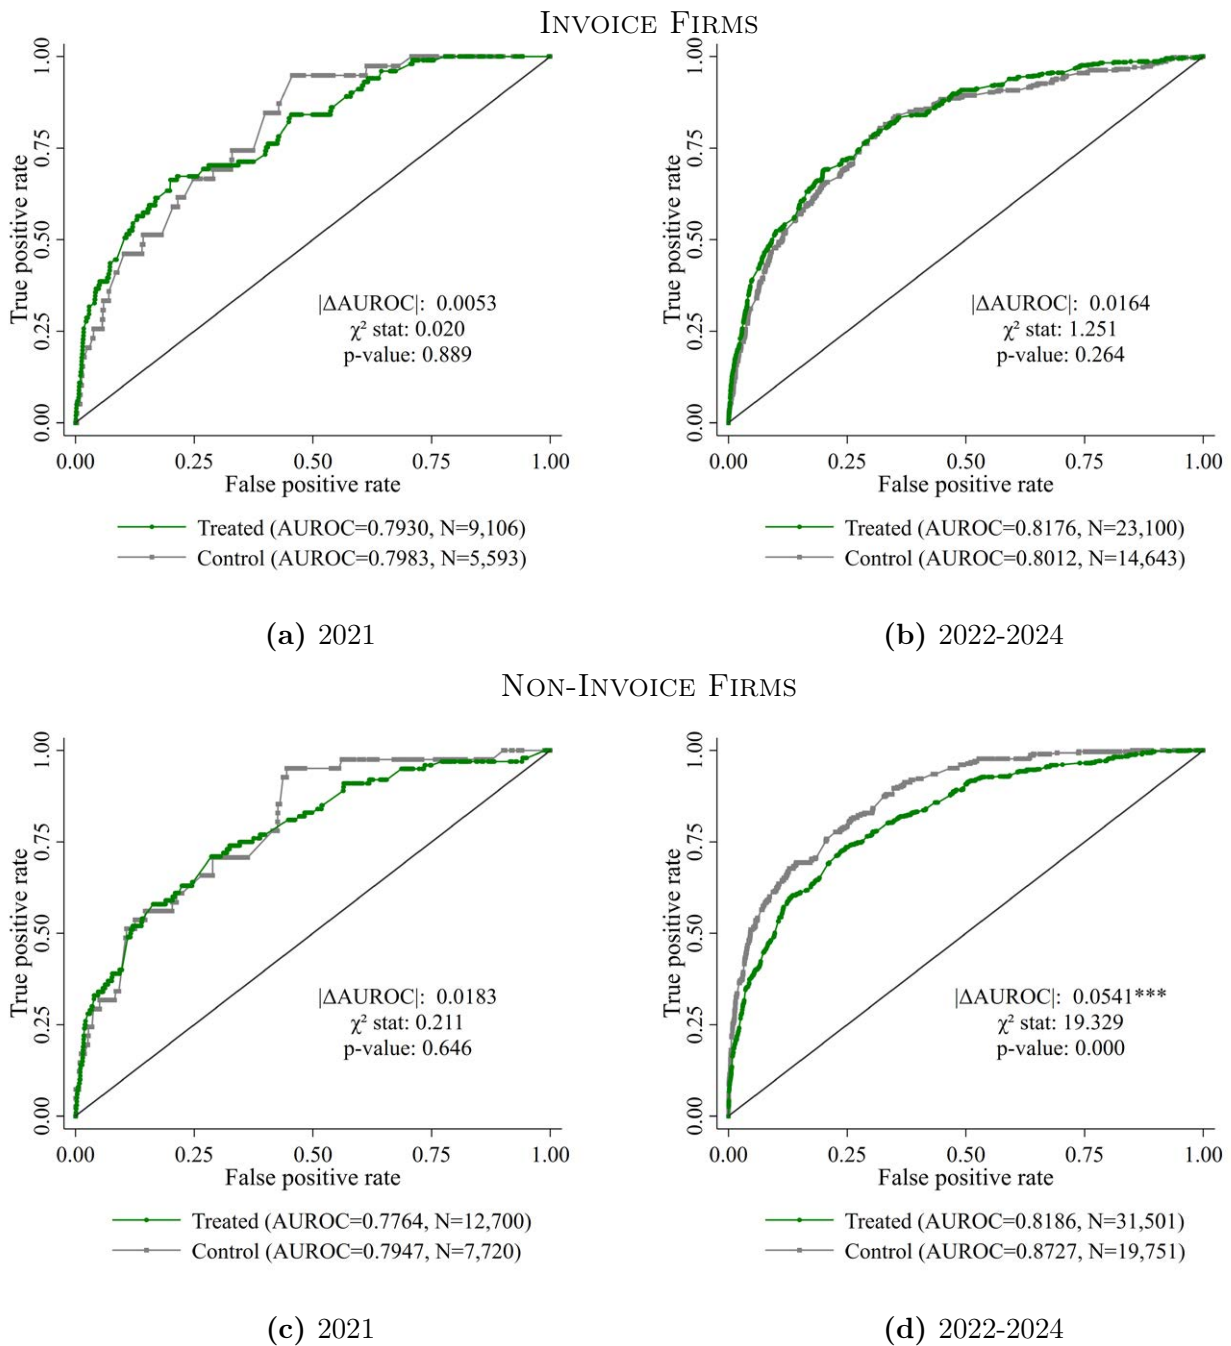 INVOICE FIRMS
True positive rate
1.00
0.75
0.50
0.25
0.00
|ΔAUROC|: 0.0053
χ² stat: 0.020
p-value: 0.889
0.00 0.25 0.50 0.75 1.00
False positive rate
Treated (AUROC=0.7930, N=9,106)
Control (AUROC=0.7983, N=5,593)
(a) 2021
True positive rate
1.00
0.75
0.50
0.25
0.00
|ΔAUROC|: 0.0164
χ² stat: 1.251
p-value: 0.264
0.00 0.25 0.50 0.75 1.00
False positive rate
Treated (AUROC=0.8176, N=23,100)
Control (AUROC=0.8012, N=14,643)
(b) 2022-2024
NON-INVOICE FIRMS
True positive rate
1.00
0.75
0.50
0.25
0.00
|ΔAUROC|: 0.0183
χ² stat: 0.211
p-value: 0.646
0.00 0.25 0.50 0.75 1.00
False positive rate
Treated (AUROC=0.7764, N=12,700)
Control (AUROC=0.7947, N=7,720)
(c) 2021
True positive rate
1.00
0.75
0.50
0.25
0.00
|ΔAUROC|: 0.0541***
χ² stat: 19.329
p-value: 0.000
0.00 0.25 0.50 0.75 1.00
False positive rate
Treated (AUROC=0.8186, N=31,501)
Control (AUROC=0.8727, N=19,751)
(d) 2022-2024